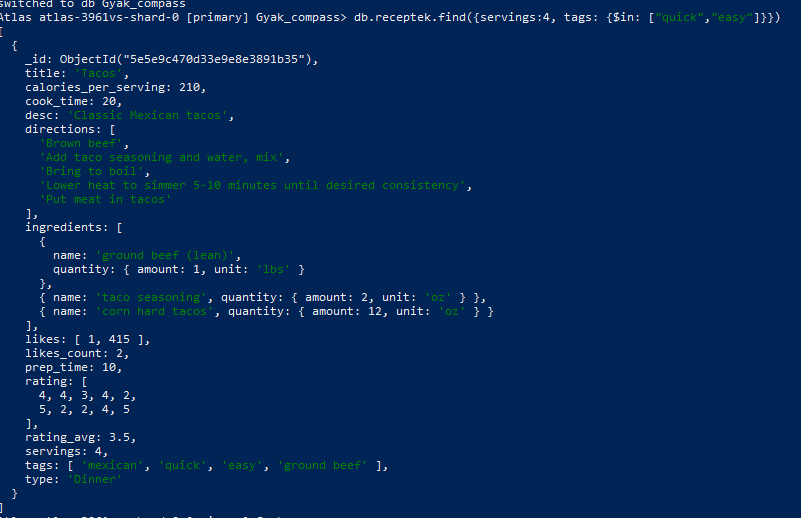 switched to db Gyak_compass
Atlas atlas-3961vs-shard-0 [primary] Gyak_compass> db.receptek.find({servings:4, tags: {$in: ["quick","easy"]}})
[
  {
    _id: ObjectId("5e5e9c470d33e9e8e3891b35"),
    title: 'Tacos',
    calories_per_serving: 210,
    cook_time: 20,
    desc: 'Classic Mexican tacos',
    directions: [
      'Brown beef',
      'Add taco seasoning and water, mix',
      'Bring to boil',
      'Lower heat to simmer 5-10 minutes until desired consistency',
      'Put meat in tacos'
    ],
    ingredients: [
      {
        name: 'ground beef (lean)',
        quantity: { amount: 1, unit: 'lbs' }
      },
      { name: 'taco seasoning', quantity: { amount: 2, unit: 'oz' } },
      { name: 'corn hard tacos', quantity: { amount: 12, unit: 'oz' } }
    ],
    likes: [ 1, 415 ],
    likes_count: 2,
    prep_time: 10,
    rating: [
      4, 4, 3, 4, 2,
      5, 2, 2, 4, 5
    ],
    rating_avg: 3.5,
    servings: 4,
    tags: [ 'mexican', 'quick', 'easy', 'ground beef' ],
    type: 'Dinner'
  }
]